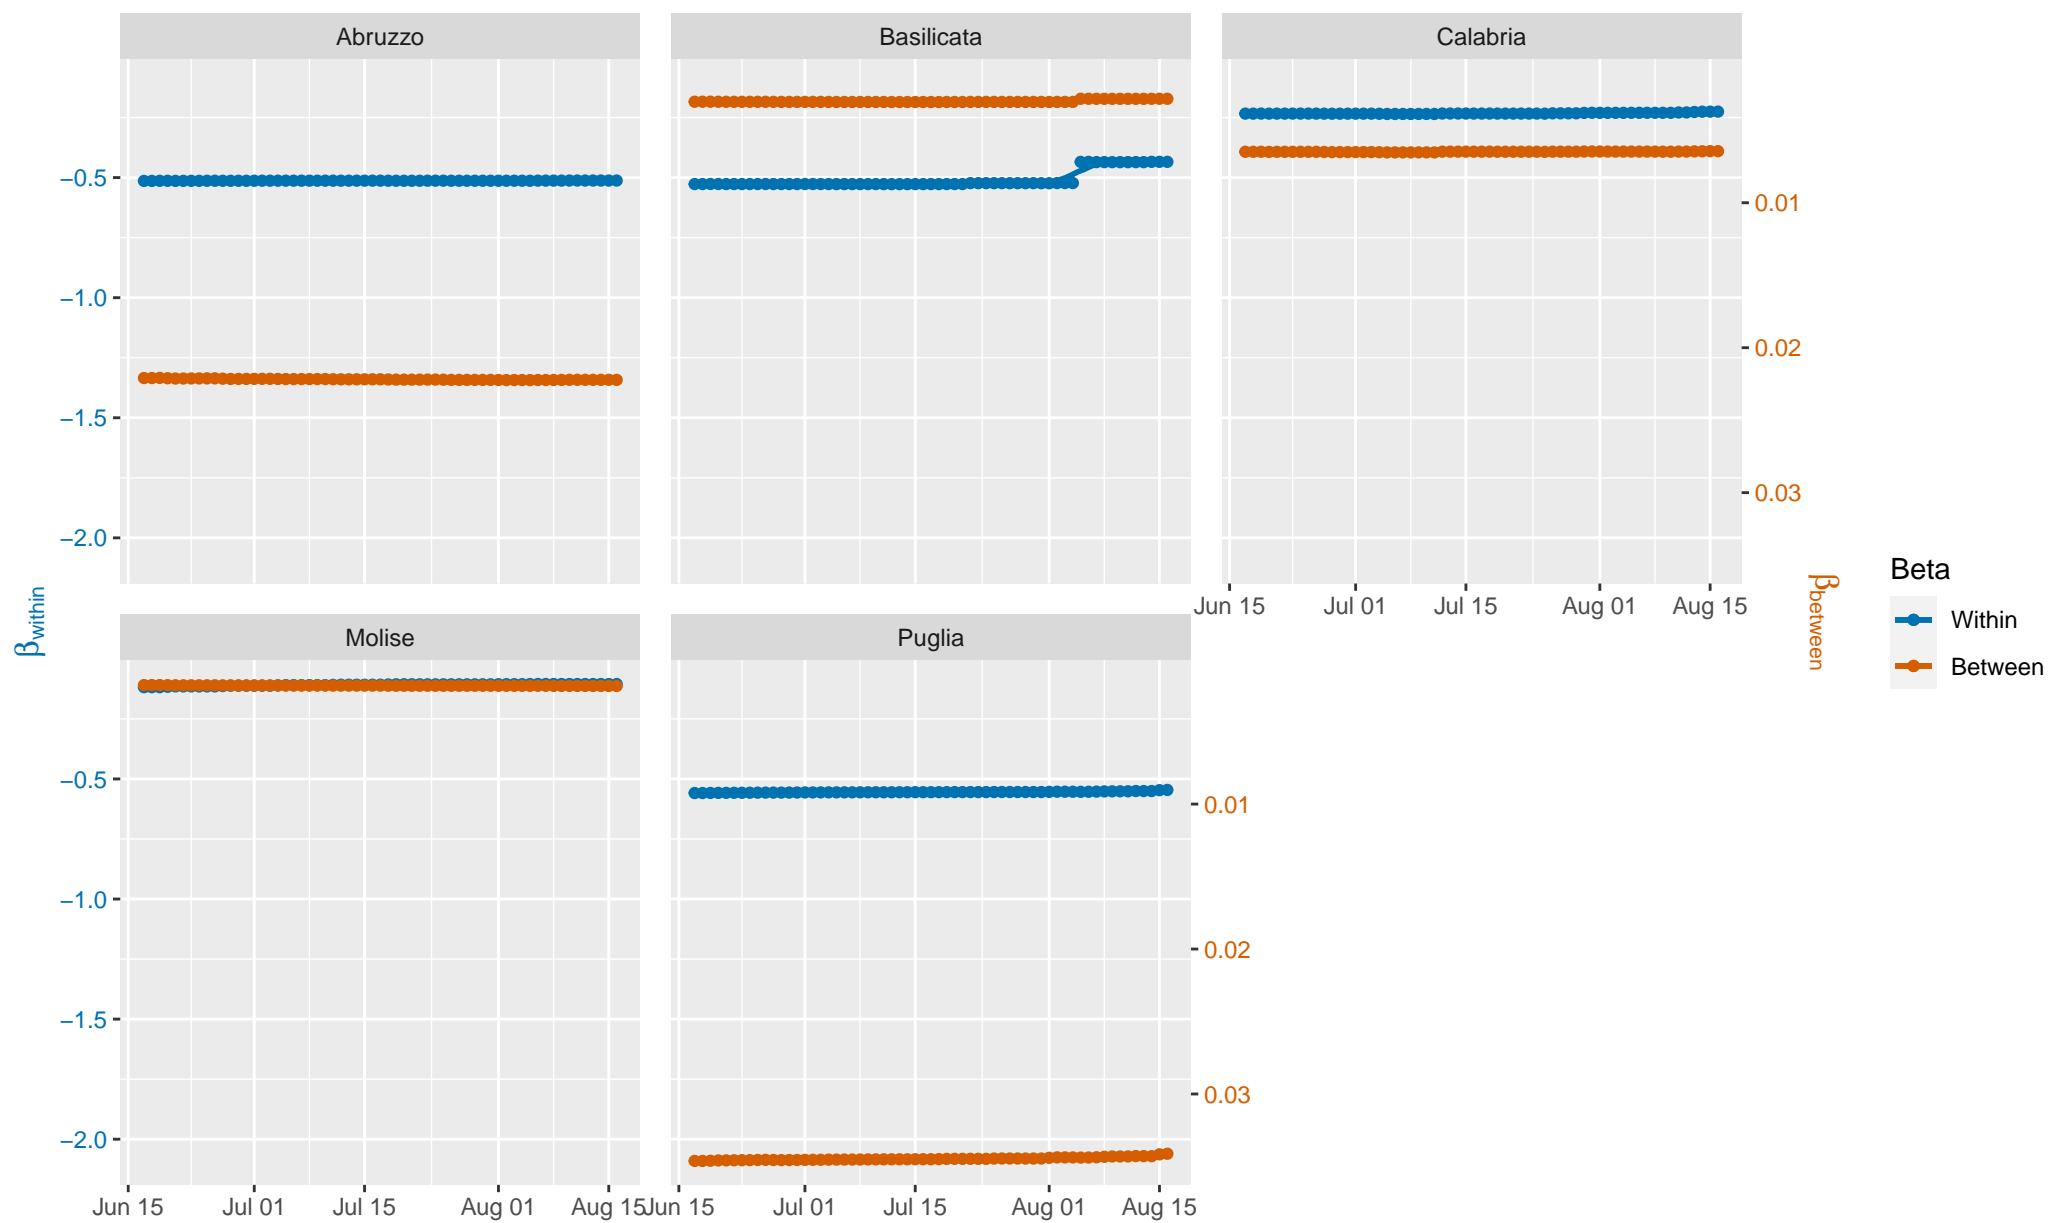 Abruzzo
Basilicata
Calabria
−0.5
−1.0
−1.5
−2.0
0.01
0.02
0.03
Jun 15
Jul 01
Jul 15
Aug 01
Aug 15
Molise
Puglia
−0.5
−1.0
−1.5
−2.0
0.01
0.02
0.03
Jun 15
Jul 01
Jul 15
Aug 01
Aug 15
Jun 15
Jul 01
Jul 15
Aug 01
Aug 15
βwithin
βbetween
Beta
Within
Between